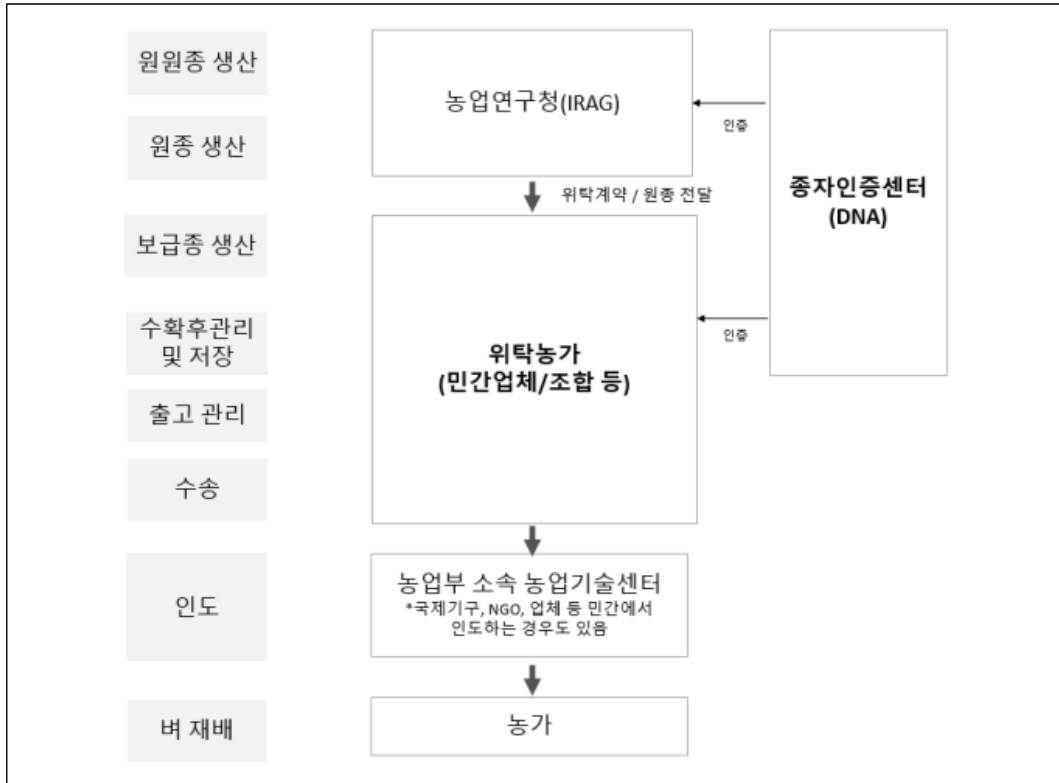 원원종 생산
농업연구청(IRAG)
인증
원종 생산
종자인증센터
(DNA)
위탁계약 / 원종 전달
보급종 생산
수확후관리
및 저장
인증
위탁농가
(민간업체/조합 등)
출고 관리
수송
인도
농업부 소속 농업기술센터
*국제기구, NGO, 업체 등 민간에서
인도하는 경우도 있음
벼 재배
농가